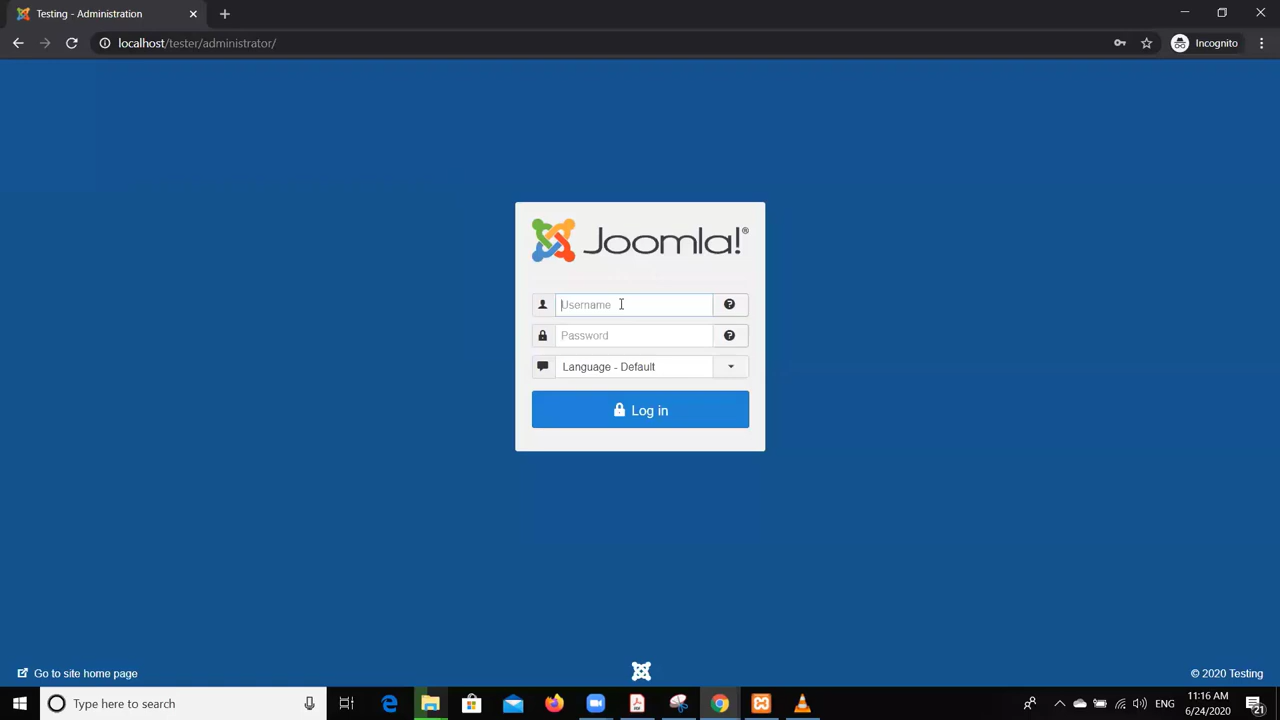 Testing - Administration
localhost/tester/administrator/
Incognito
Joomla!®
Username
Password
Language - Default
Log in
Go to site home page
© 2020 Testing
Type here to search
ENG
11:16 AM
6/24/2020
21